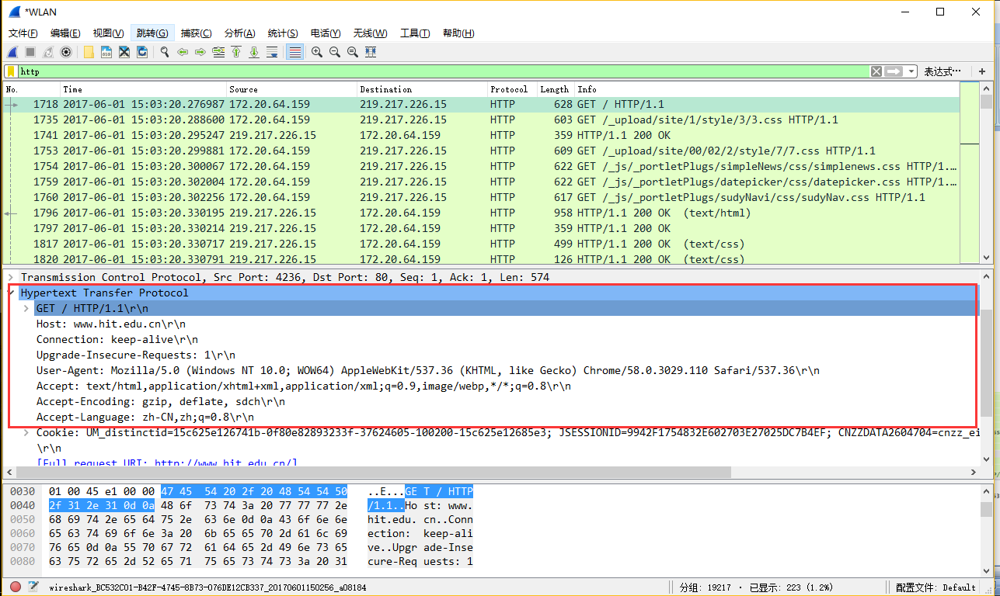 *WLAN
文件(F) 编辑(E) 视图(V) 跳转(G) 捕获(C) 分析(A) 统计(S) 电话(Y) 无线(W) 工具(T) 帮助(H)
http 表达式… +
No. Time Source Destination Protocol Length Info
1718 2017-06-01 15:03:20.276987 172.20.64.159 219.217.226.15 HTTP 628 GET / HTTP/1.1
1735 2017-06-01 15:03:20.288600 172.20.64.159 219.217.226.15 HTTP 603 GET /_upload/site/1/style/3/3.css HTTP/1.1
1741 2017-06-01 15:03:20.295247 172.20.64.159 219.217.226.15 HTTP 359 HTTP/1.1 200 OK
1753 2017-06-01 15:03:20.299881 172.20.64.159 219.217.226.15 HTTP 609 GET /_upload/site/00/02/2/style/7/7.css HTTP/1.1
1754 2017-06-01 15:03:20.300067 172.20.64.159 219.217.226.15 HTTP 622 GET /_js/_portletPlugs/simpleNews/css/simplenews.css HTTP/1.…
1759 2017-06-01 15:03:20.302004 172.20.64.159 219.217.226.15 HTTP 622 GET /_js/_portletPlugs/datepicker/css/datepicker.css HTTP/1.…
1760 2017-06-01 15:03:20.302256 172.20.64.159 219.217.226.15 HTTP 617 GET /_js/_portletPlugs/sudyNavi/css/sudyNav.css HTTP/1.1
1796 2017-06-01 15:03:20.330195 219.217.226.15 172.20.64.159 HTTP 958 HTTP/1.1 200 OK (text/html)
1797 2017-06-01 15:03:20.330214 219.217.226.15 172.20.64.159 HTTP 359 HTTP/1.1 200 OK
1817 2017-06-01 15:03:20.330717 219.217.226.15 172.20.64.159 HTTP 499 HTTP/1.1 200 OK (text/css)
1820 2017-06-01 15:03:20.330791 219.217.226.15 172.20.64.159 HTTP 126 HTTP/1.1 200 OK (text/css)
Transmission Control Protocol, Src Port: 4236, Dst Port: 80, Seq: 1, Ack: 1, Len: 574
Hypertext Transfer Protocol
GET / HTTP/1.1\r\n
Host: www.hit.edu.cn\r\n
Connection: keep-alive\r\n
Upgrade-Insecure-Requests: 1\r\n
User-Agent: Mozilla/5.0 (Windows NT 10.0; WOW64) AppleWebKit/537.36 (KHTML, like Gecko) Chrome/58.0.3029.110 Safari/537.36\r\n
Accept: text/html,application/xhtml+xml,application/xml;q=0.9,image/webp,*/*;q=0.8\r\n
Accept-Encoding: gzip, deflate, sdch\r\n
Accept-Language: zh-CN,zh;q=0.8\r\n
Cookie: UM_distinctid=15c625e126741b-0f80e82893233f-37624605-100200-15c625e12685e3; JSESSIONID=9942F1754832E602703E27025DC7B4EF; CNZZDATA2604704=cnzz_ei
\r\n
[Full request URI: http://www.hit.edu.cn/]
0030 01 00 45 e1 00 00 47 45 54 20 2f 20 48 54 54 50 ..E...GE T / HTTP
0040 2f 31 2e 31 0d 0a 48 6f 73 74 3a 20 77 77 77 2e /1.1..Ho st: www.
0050 68 69 74 2e 65 64 75 2e 63 6e 0d 0a 43 6f 6e 6e hit.edu. cn..Conn
0060 65 63 74 69 6f 6e 3a 20 6b 65 65 70 2d 61 6c 69 ection: keep-ali
0070 76 65 0d 0a 55 70 67 72 61 64 65 2d 49 6e 73 65 ve..Upgr ade-Inse
0080 63 75 72 65 2d 52 65 71 75 65 73 74 73 3a 20 31 cure-Req uests: 1
wireshark_BC532C01-B42F-4745-8B73-076DE12CB337_20170601150256_a08184 分组: 19217 · 已显示: 223 (1.2%) 配置文件: Default